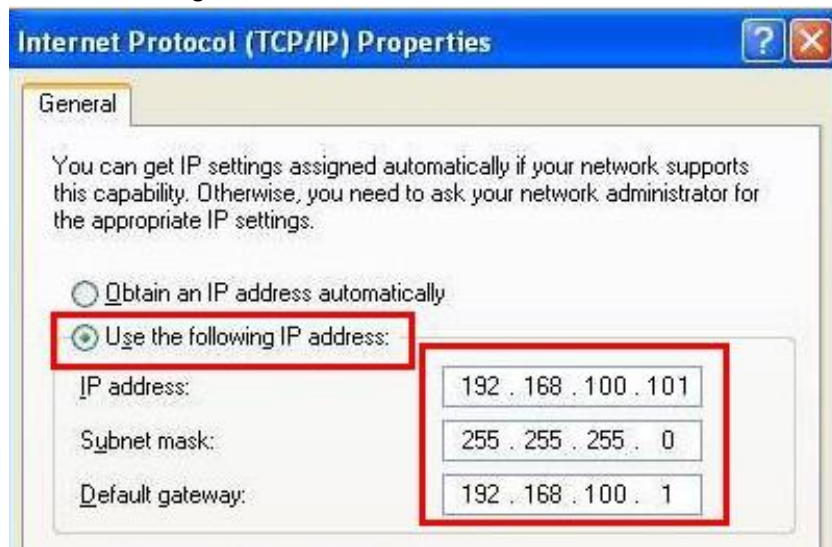 Internet Protocol (TCP/IP) Properties
General
You can get IP settings assigned automatically if your network supports
this capability. Otherwise, you need to ask your network administrator for
the appropriate IP settings.
Obtain an IP address automatically
Use the following IP address:
IP address: 192 . 168 . 100 . 101
Subnet mask: 255 . 255 . 255 . 0
Default gateway: 192 . 168 . 100 . 1